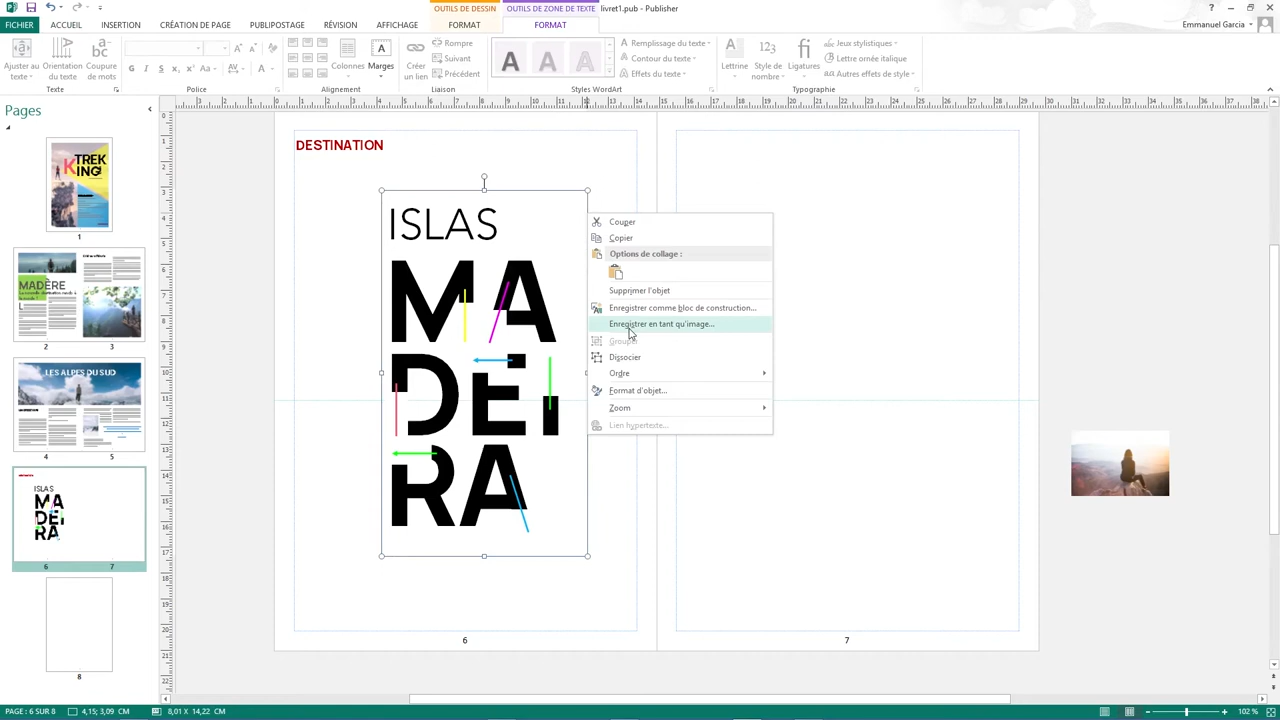 OUTILS DE DESSIN
OUTILS DE ZONE DE TEXTE
livret1.pub - Publisher
FICHIER
ACCUEIL
INSERTION
CRÉATION DE PAGE
PUBLIPOSTAGE
RÉVISION
AFFICHAGE
FORMAT
FORMAT
Emmanuel Garcia
Ajuster au texte
Orientation du texte
Coupure de mots
Texte
G I S x₂ x² Aa
AV
A
Police
Colonnes
Marges
Alignement
Créer un lien
Rompre
Suivant
Précédent
Liaison
A A A
Remplissage du texte
Contour du texte
Effets du texte
Styles WordArt
Lettrine
123
Style de nombre
fi
Ligatures
Jeux stylistiques
Lettre ornée italique
Autres effets de style
Typographie
Pages
TREK
KING
1
MADÈRE
2
3
LES ALPES DU SUD
4
5
ISLAS
MA
DE
RA
6
7
8
DESTINATION
ISLAS
MA
DEI
RA
6
7
Couper
Copier
Options de collage :
Supprimer l'objet
Enregistrer comme bloc de construction...
Enregistrer en tant qu'image...
Grouper
Dissocier
Ordre
Format d'objet...
Zoom
Lien hypertexte...
PAGE : 6 SUR 8
4,15; 3,09 CM
8,01 x 14,22 CM
102 %